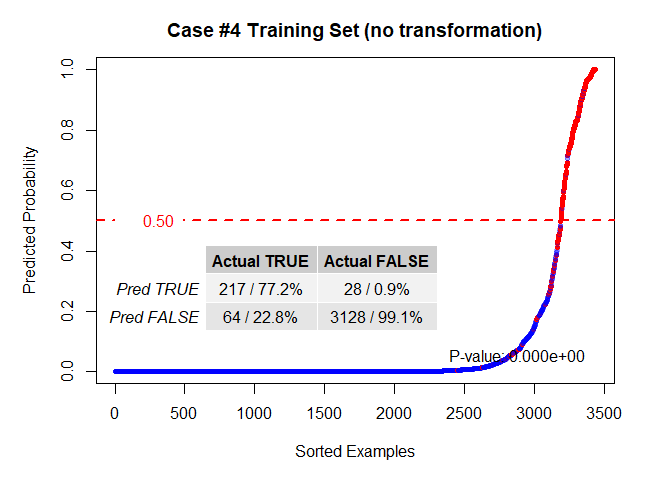 Case #4 Training Set (no transformation)
Predicted Probability
1.0
0.8
0.6
0.4
0.2
0.0
0.50
Actual TRUE Actual FALSE
Pred TRUE 217 / 77.2% 28 / 0.9%
Pred FALSE 64 / 22.8% 3128 / 99.1%
P-value: 0.000e+00
0 500 1000 1500 2000 2500 3000 3500
Sorted Examples